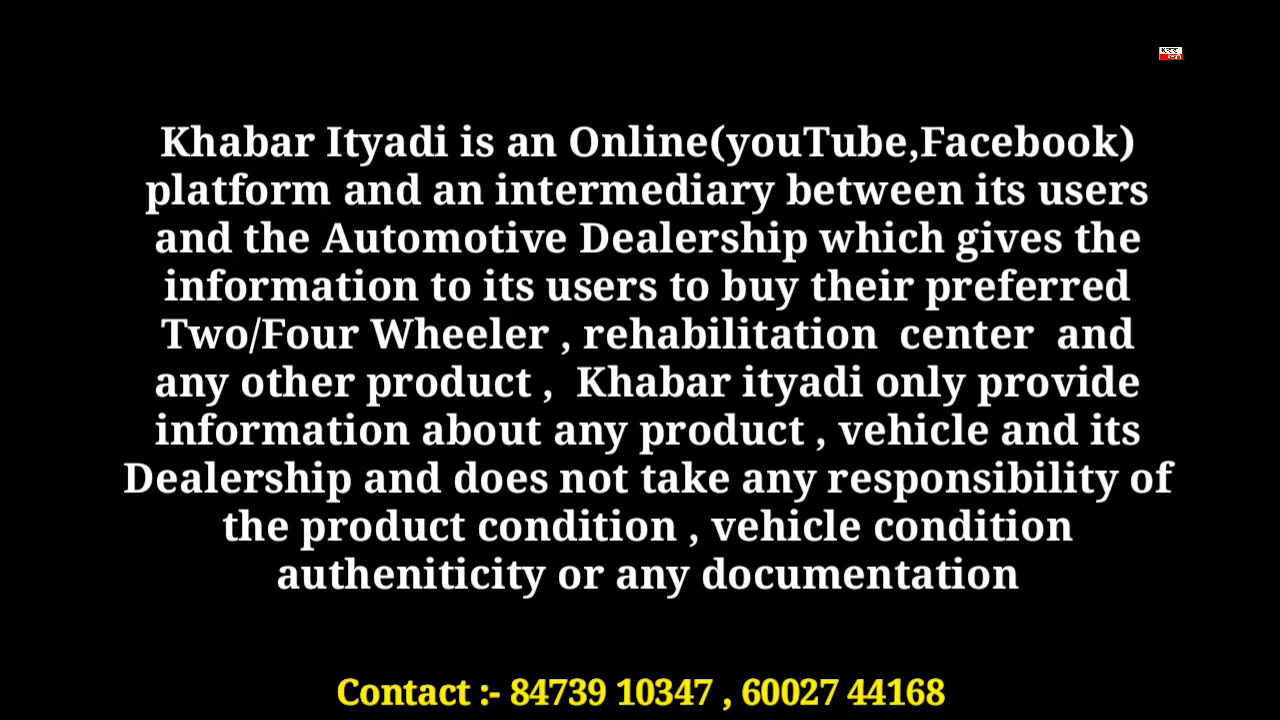 Khabar Ityadi is an Online(youTube,Facebook)
platform and an intermediary between its users
and the Automotive Dealership which gives the
information to its users to buy their preferred
Two/Four Wheeler , rehabilitation  center  and
any other product ,  Khabar ityadi only provide
information about any product , vehicle and its
Dealership and does not take any responsibility of
the product condition , vehicle condition
autheniticity or any documentation
Contact :- 84739 10347 , 60027 44168